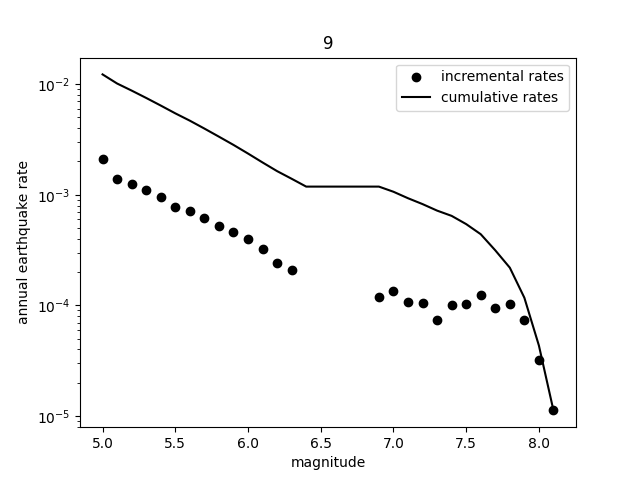 9
incremental rates
cumulative rates
annual earthquake rate
10⁻²
10⁻³
10⁻⁴
10⁻⁵
5.0 5.5 6.0 6.5 7.0 7.5 8.0
magnitude